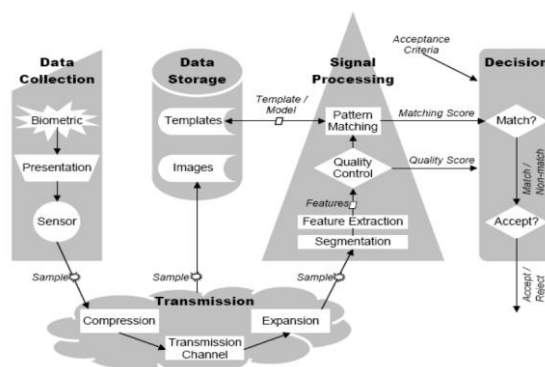 Data
Collection
Biometric
Presentation
Sensor
Sample
Data
Storage
Templates
Images
Sample
Template /
Model
Signal
Processing
Pattern
Matching
Quality
Control
Features
Feature Extraction
Segmentation
Sample
Matching Score
Quality Score
Acceptance
Criteria
Decision
Match?
Match /
Non-match
Accept?
Accept /
Reject
Transmission
Compression
Transmission
Channel
Expansion